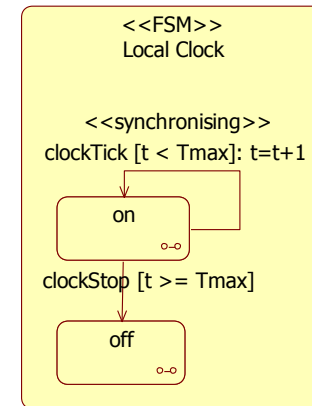 <<FSM>>
Local Clock
<<synchronising>>
clockTick [t < Tmax]: t=t+1
on
clockStop [t >= Tmax]
off